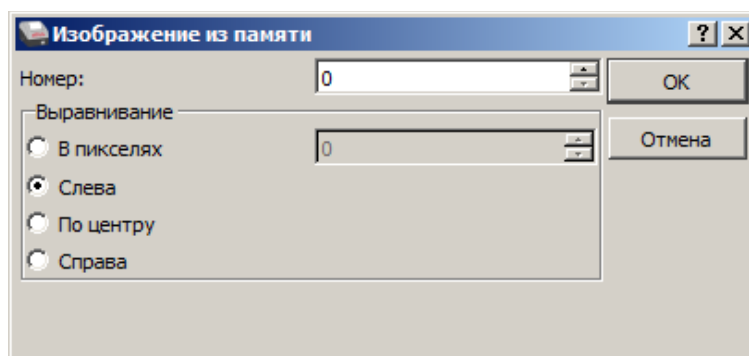 Изображение из памяти
?
Номер:
0
OK
Выравнивание
В пикселях
0
Отмена
Слева
По центру
Справа